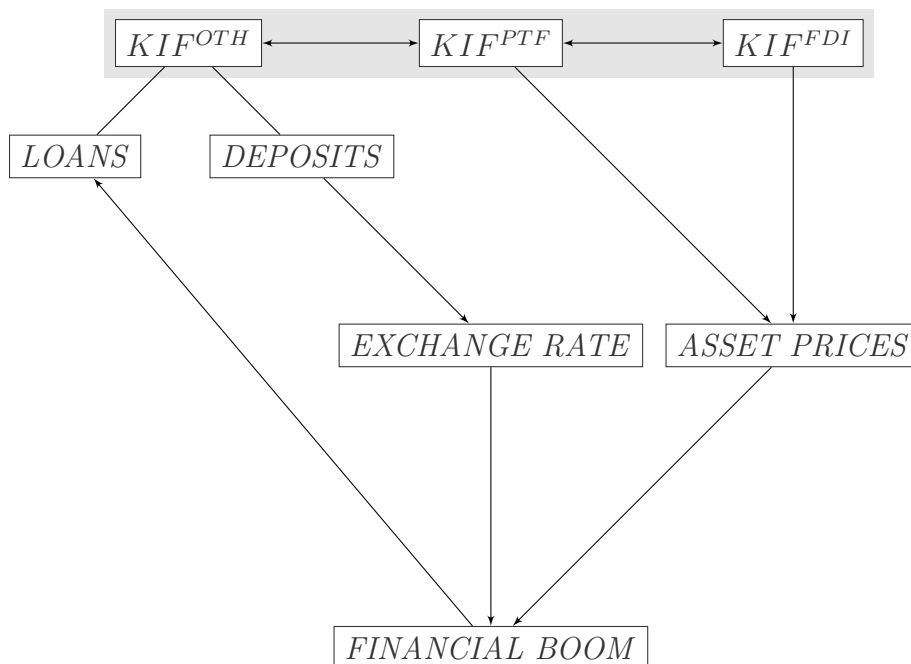 KIF^{OTH} KIF^{PTF} KIF^{FDI}
LOANS DEPOSITS
EXCHANGE RATE ASSET PRICES
FINANCIAL BOOM